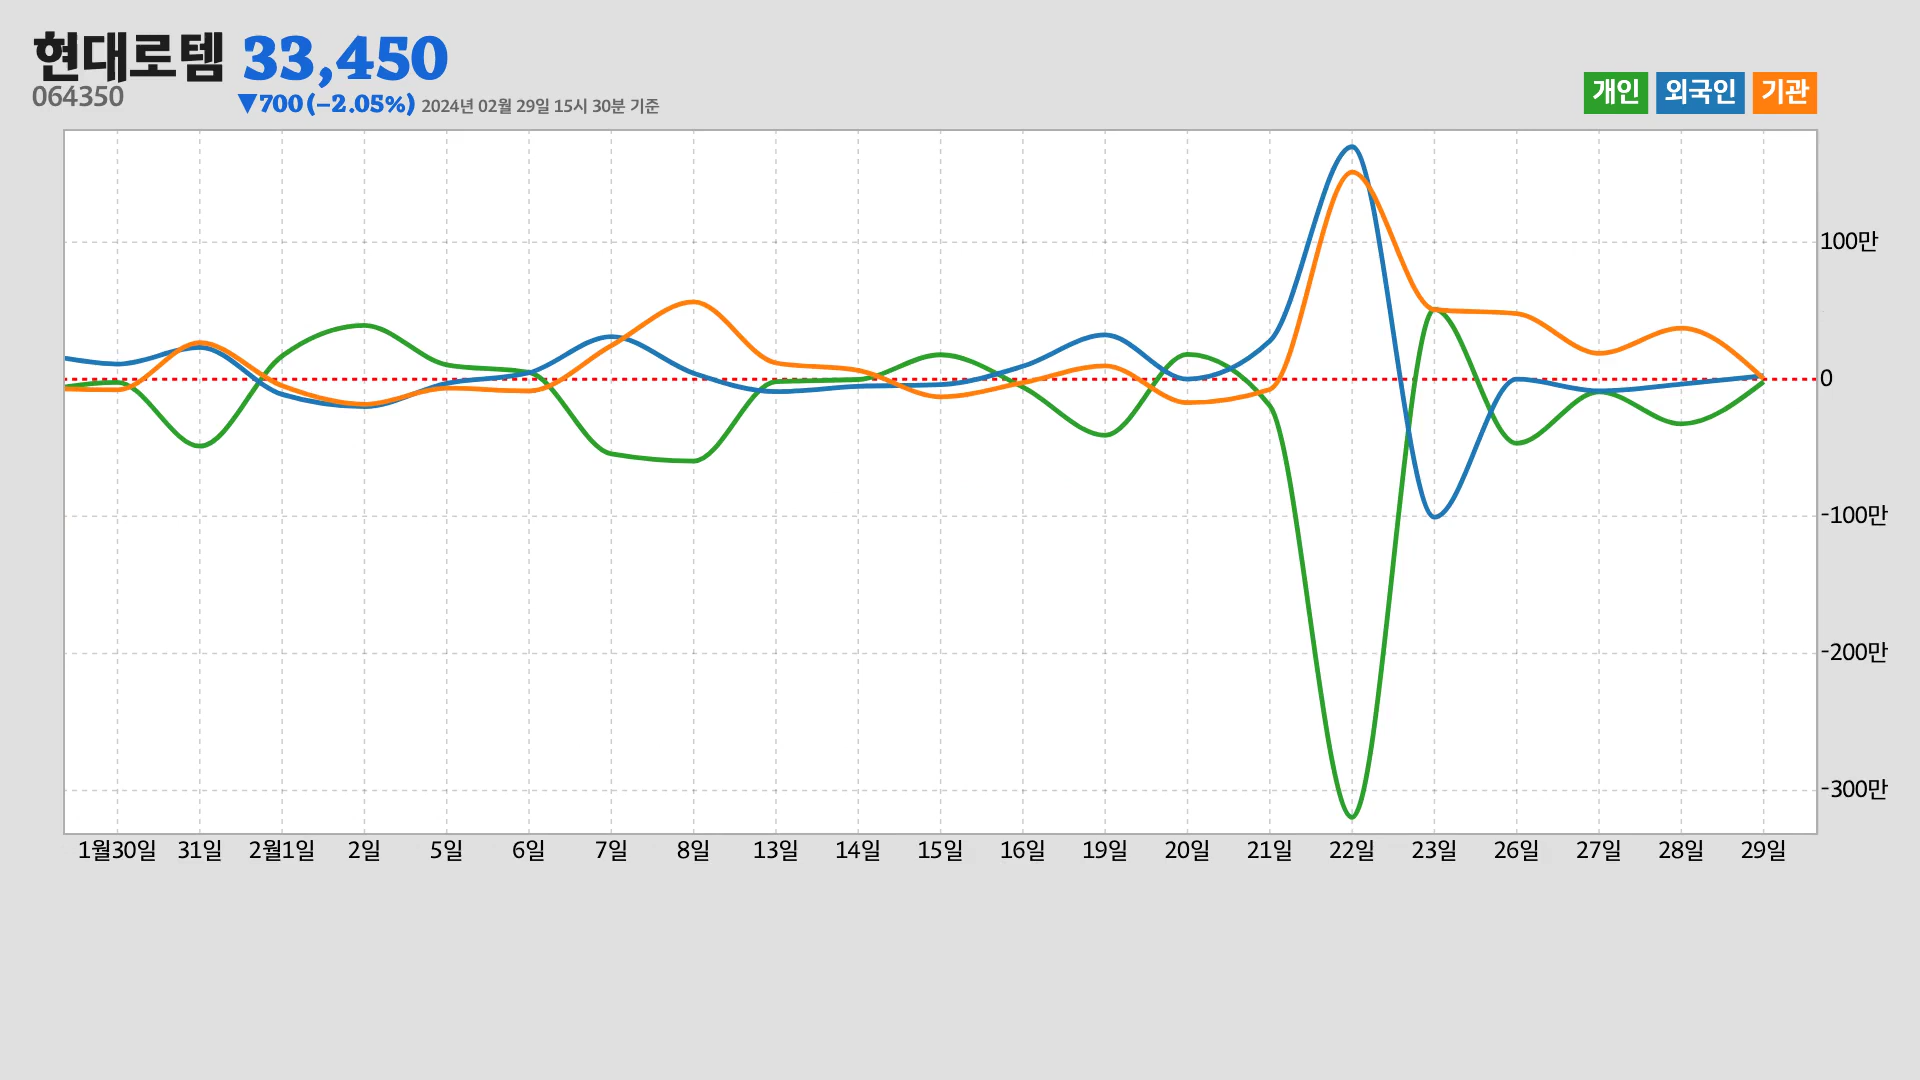 현대로템 33,450
064350 ▼700 (−2.05%) 2024년 02월 29일 15시 30분 기준
개인 외국인 기관
100만
0
-100만
-200만
-300만
1월30일 31일 2월1일 2일 5일 6일 7일 8일 13일 14일 15일 16일 19일 20일 21일 22일 23일 26일 27일 28일 29일